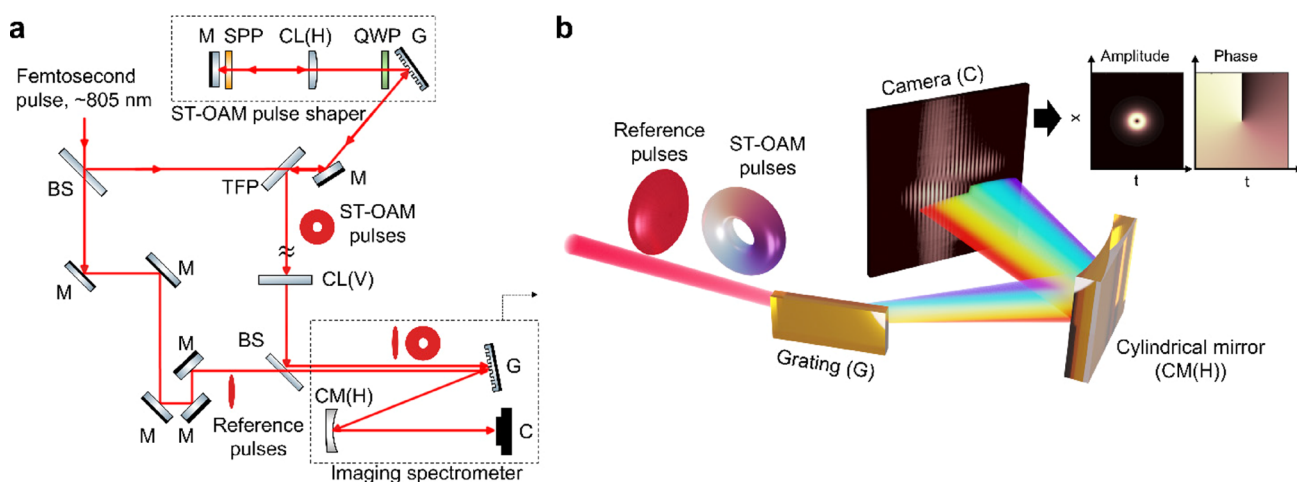 a
M SPP CL(H) QWP G
ST-OAM pulse shaper
Femtosecond
pulse, ~805 nm
BS
TFP
M
ST-OAM
pulses
≈
CL(V)
M
M
BS
M
M
M
Reference
pulses
G
CM(H)
C
Imaging spectrometer
b
Camera (C)
Reference
pulses
ST-OAM
pulses
Grating (G)
Cylindrical mirror
(CM(H))
Amplitude
Phase
x
t
t